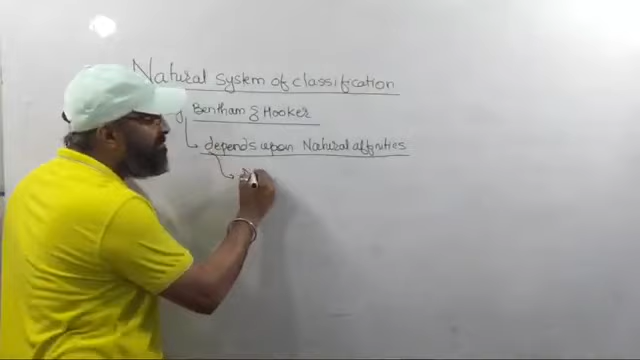 Natural system of classification
Bentham & Hooker
depends upon Natural affinities